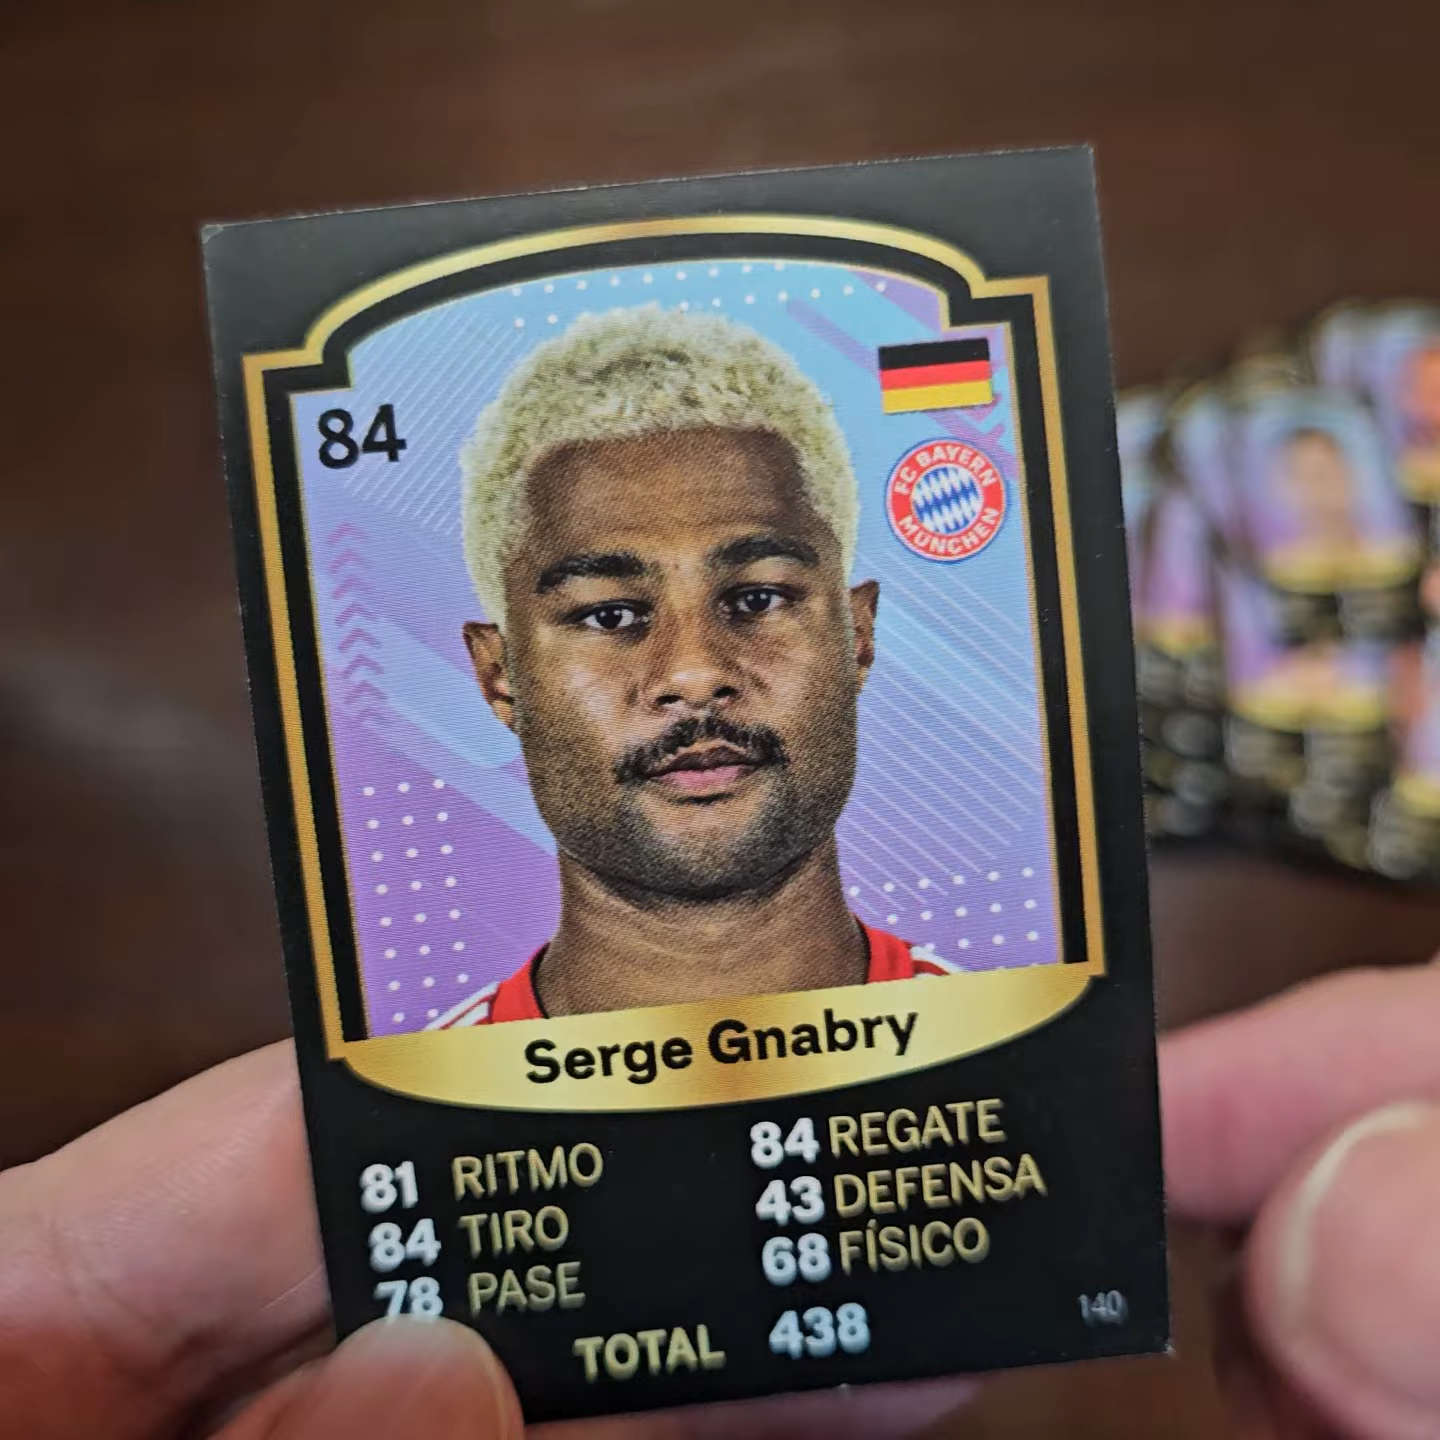 84
FC BAYERN
MÜNCHEN
Serge Gnabry
81 RITMO
84 TIRO
78 PASE
84 REGATE
43 DEFENSA
68 FÍSICO
TOTAL 438
140